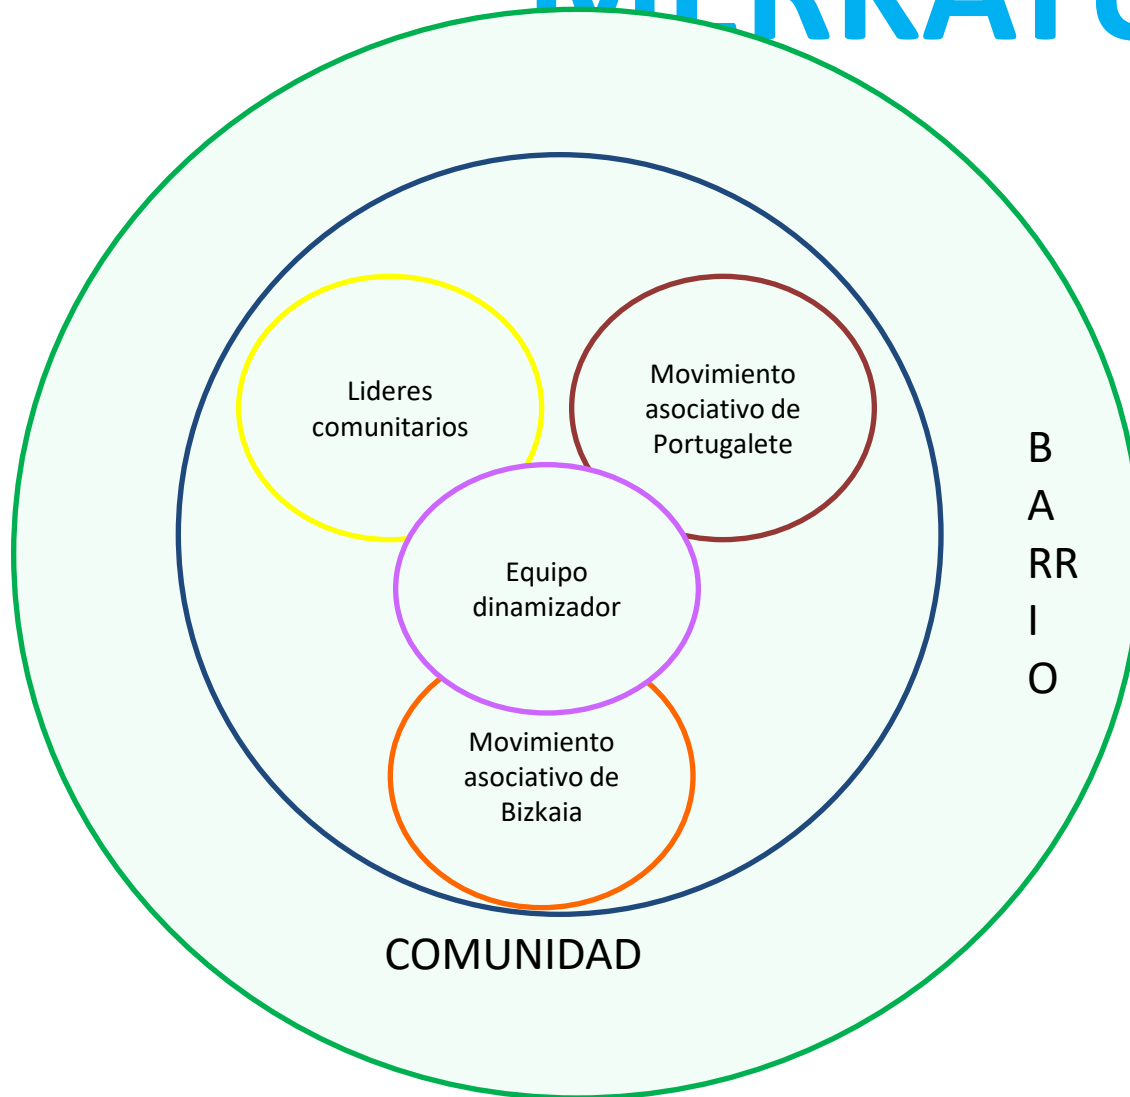 Lideres
comunitarios
Movimiento
asociativo de
Portugalete
Equipo
dinamizador
Movimiento
asociativo de
Bizkaia
B
A
RR
I
O
COMUNIDAD